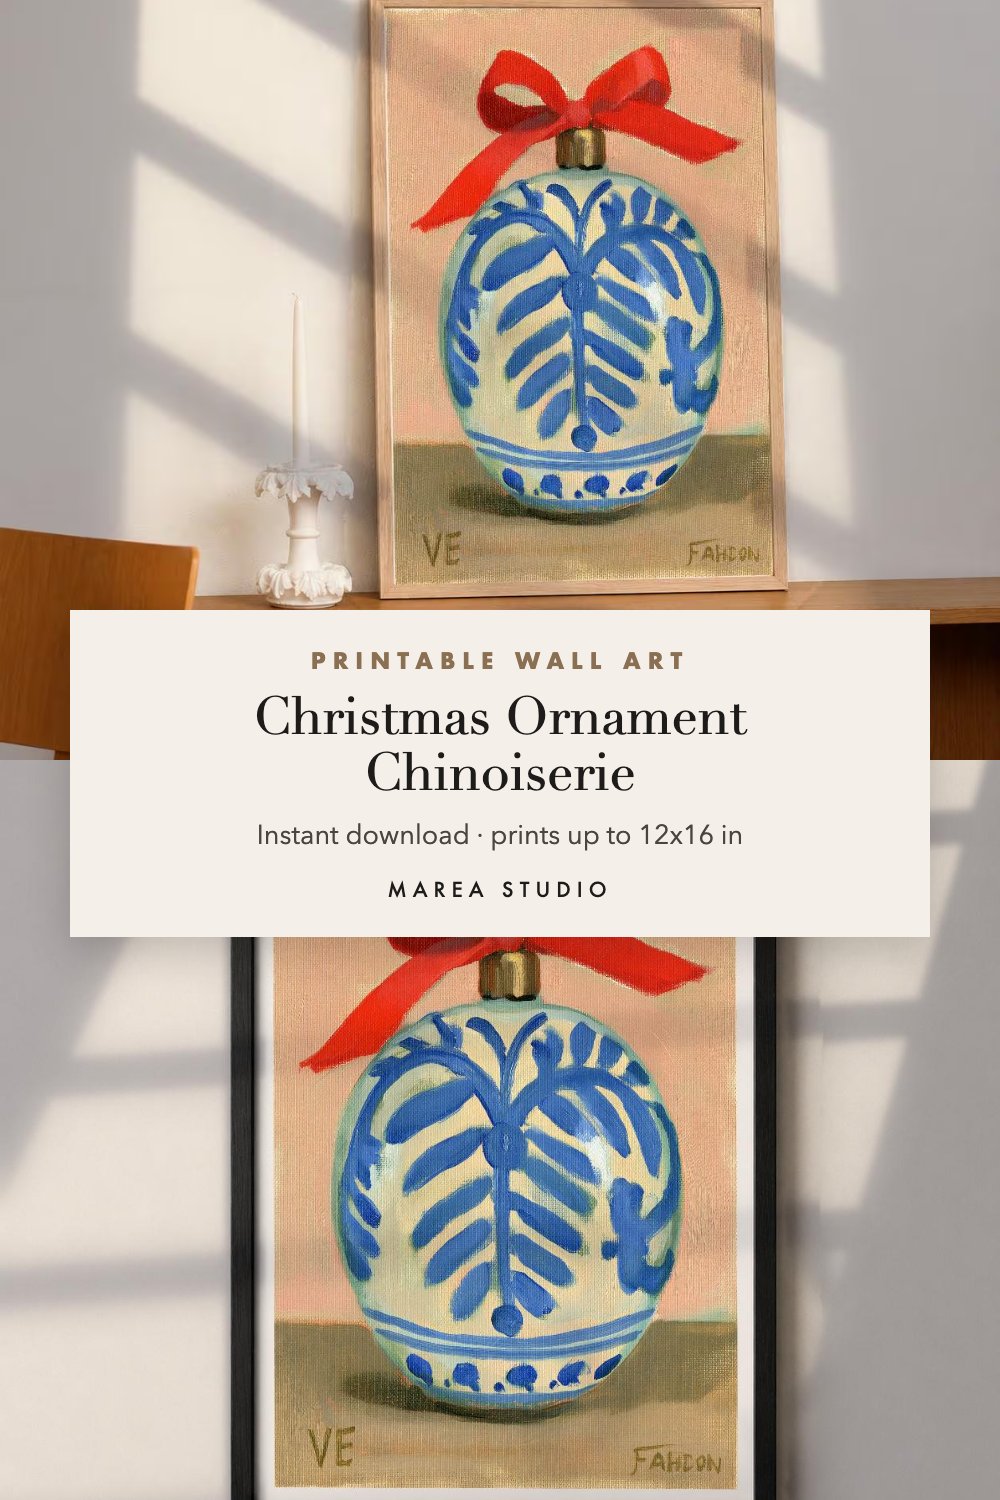 VE
FAHDON
PRINTABLE WALL ART
Christmas Ornament
Chinoiserie
Instant download · prints up to 12x16 in
MAREA STUDIO
VE
FAHDON